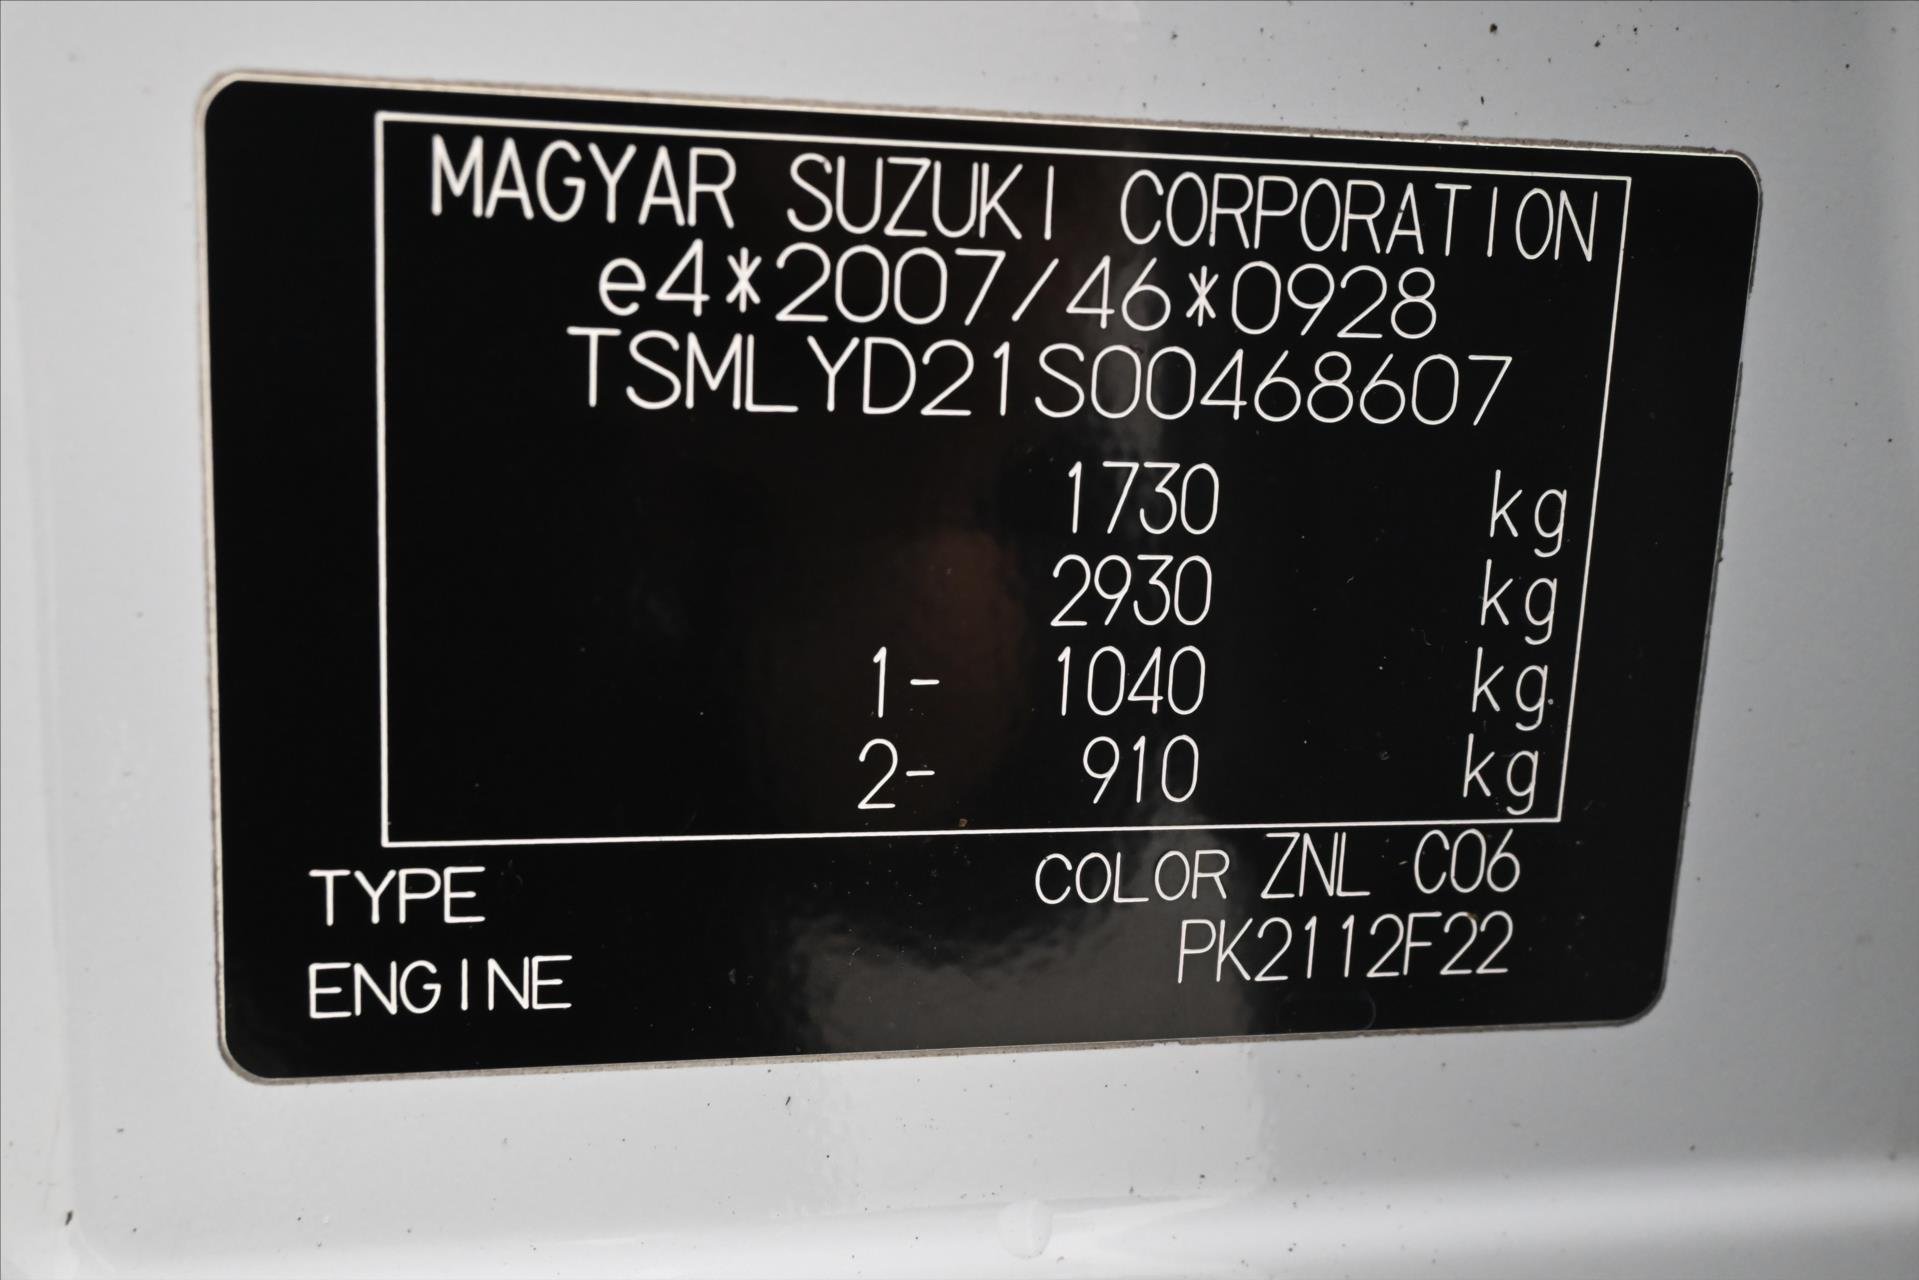 MAGYAR SUZUKI CORPORATION
e4*2007/46*0928
TSMLYD21S00468607
1730 kg
2930 kg
1- 1040 kg
2- 910 kg
TYPE COLOR ZNL C06
ENGINE PK2112F22